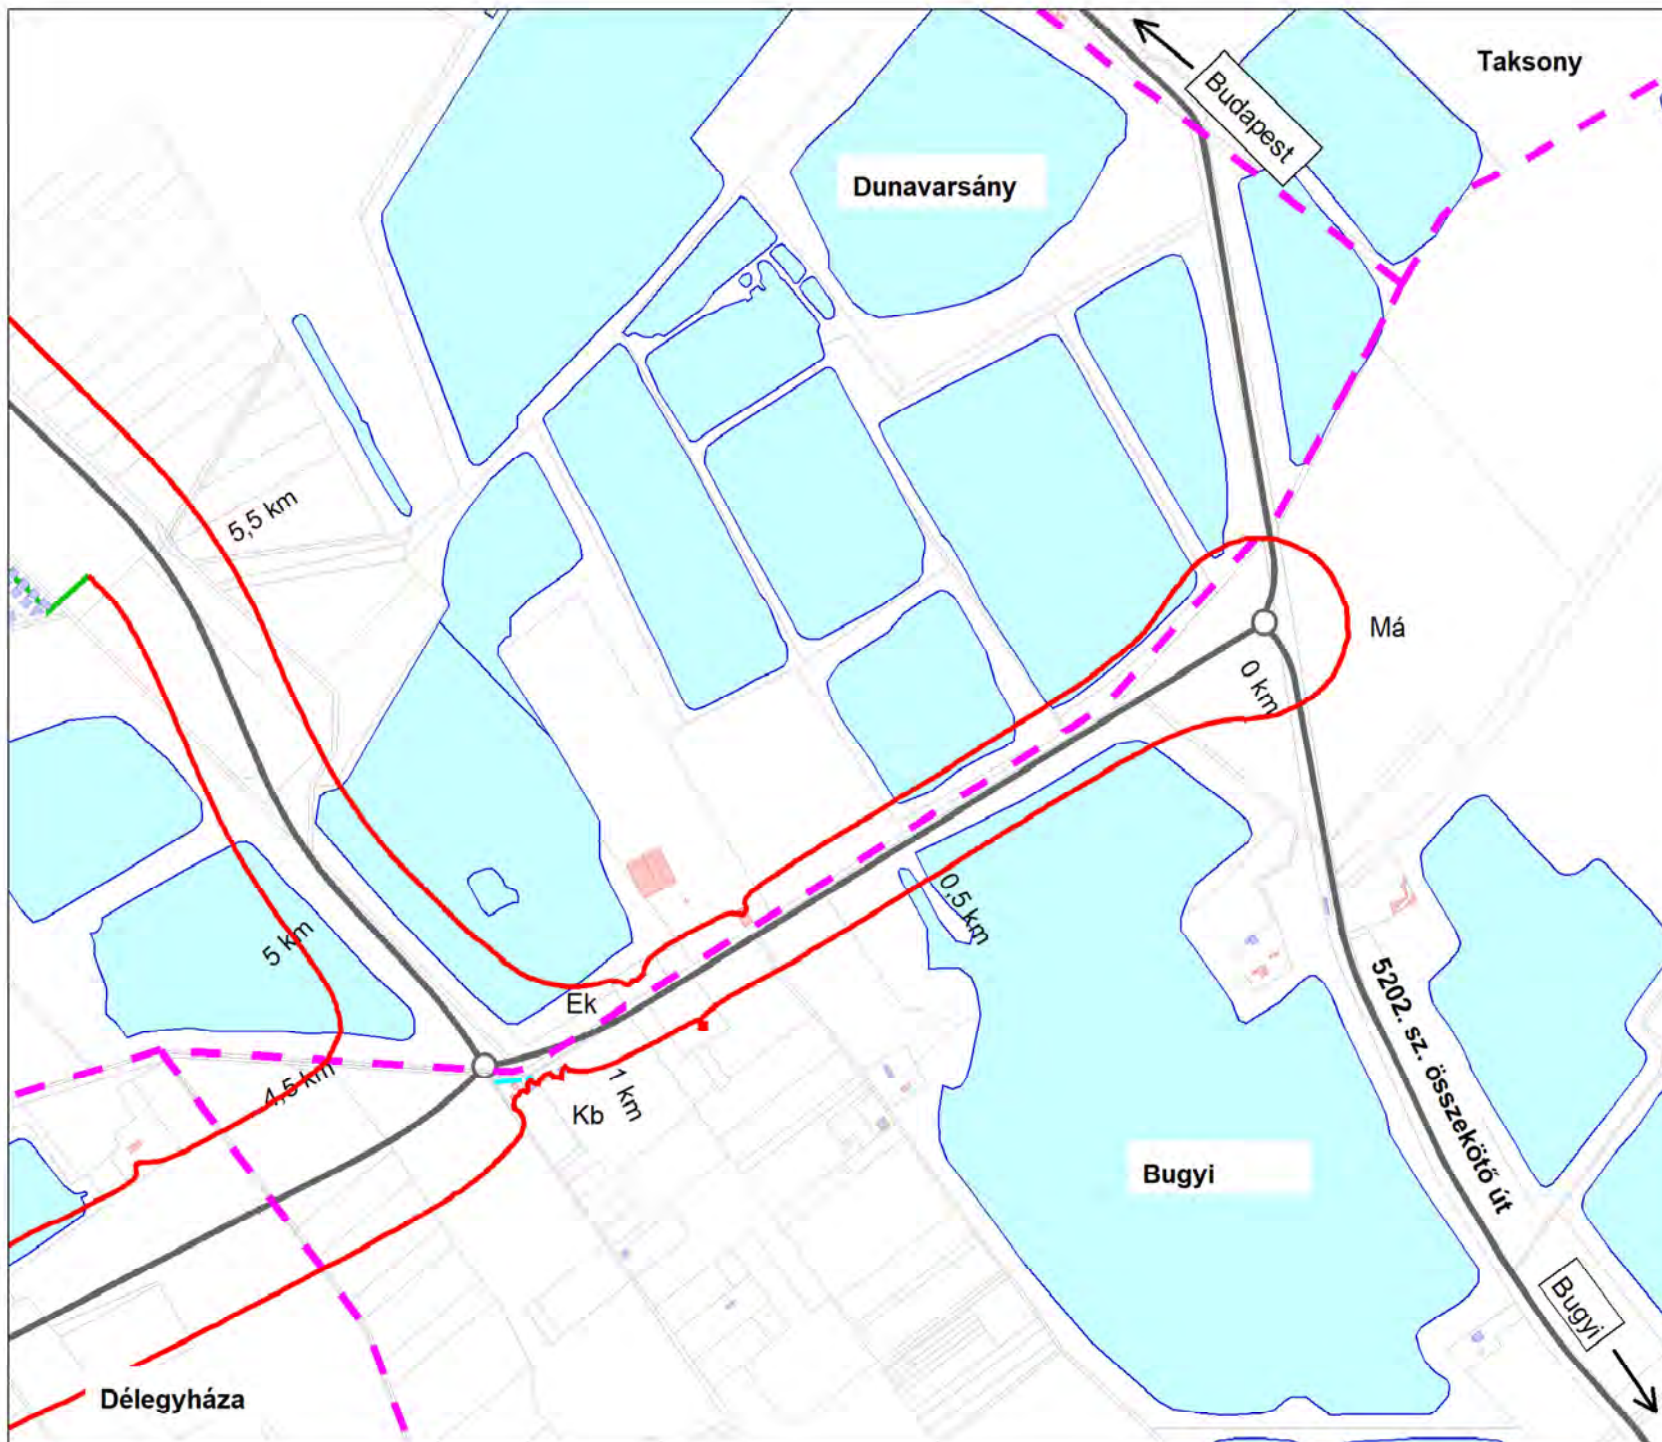 Taksony
Budapest
Dunavarsány
5,5 km
Má
0 km
0,5 km
5 km
Ek
5202. sz. összekötő út
4,5 km
1 km
Kb
Bugyi
Bugyi
Délegyháza